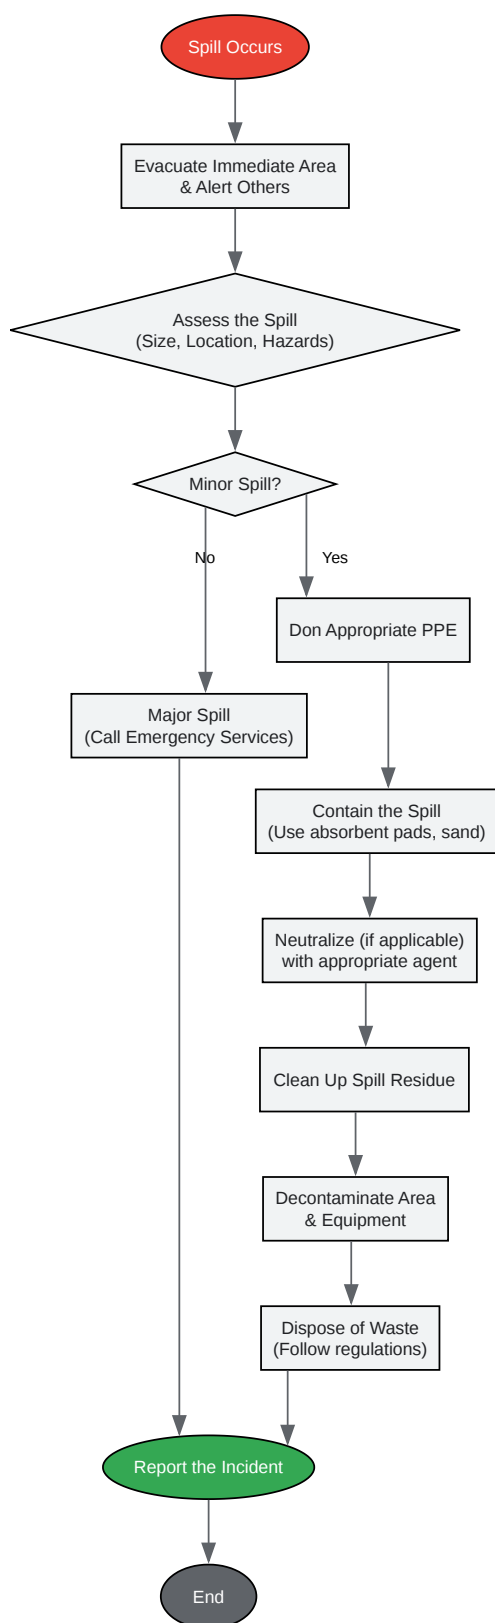 Spill Occurs
Evacuate Immediate Area
& Alert Others
Assess the Spill
(Size, Location, Hazards)
Minor Spill?
No
Yes
Don Appropriate PPE
Major Spill
(Call Emergency Services)
Contain the Spill
(Use absorbent pads, sand)
Neutralize (if applicable)
with appropriate agent
Clean Up Spill Residue
Decontaminate Area
& Equipment
Dispose of Waste
(Follow regulations)
Report the Incident
End